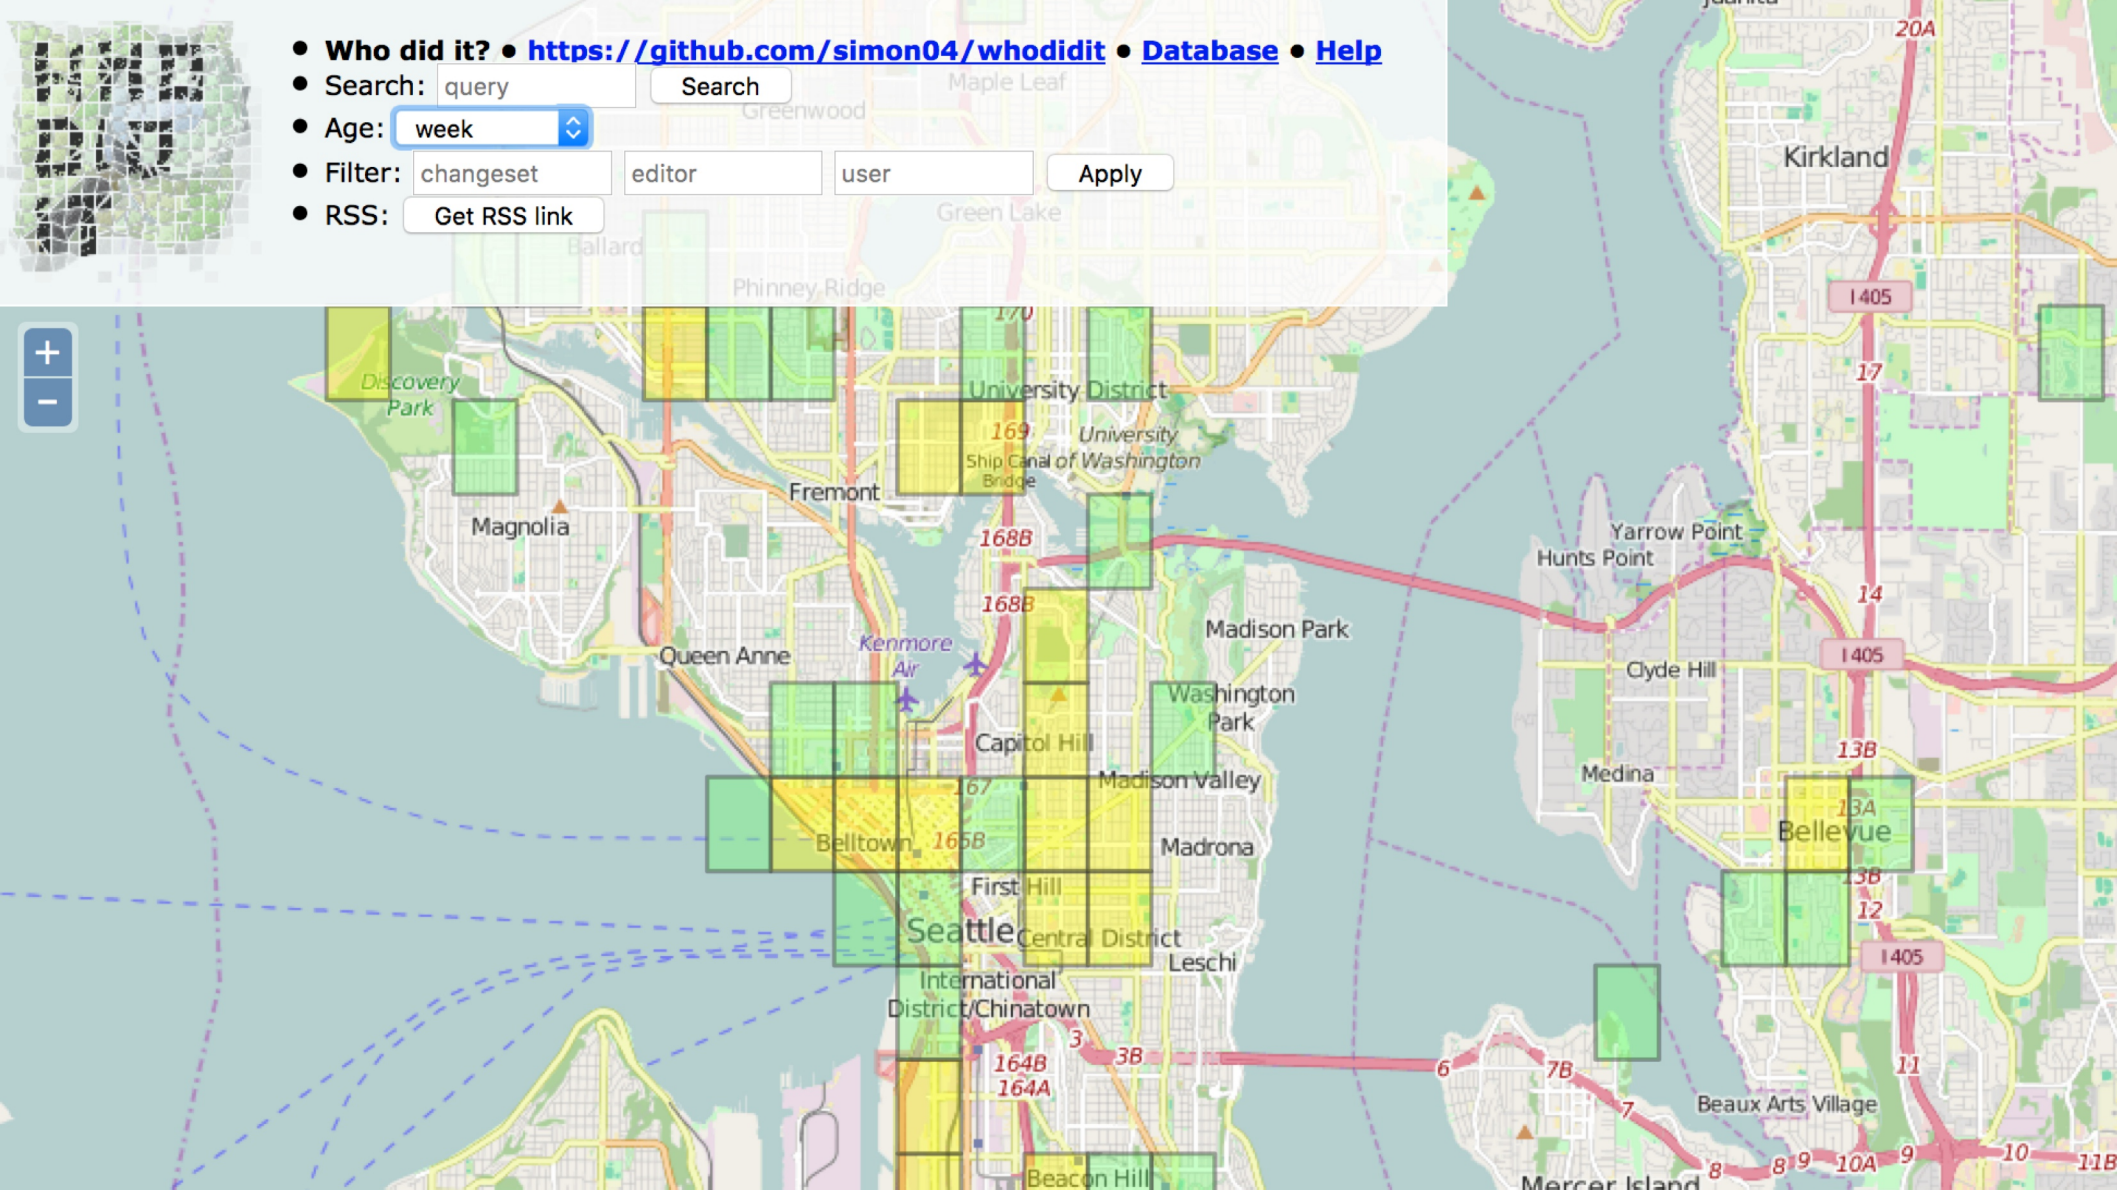 Juanita
20A
WHO DID IT
Who did it? • https://github.com/simon04/whodidit • Database • Help
Search: query Search
Maple Leaf
Greenwood
Age: week
Kirkland
Filter: changeset editor user Apply
RSS: Get RSS link
Green Lake
Ballard
Phinney Ridge
I 405
170
+
17
Discovery
Park
University District
−
169
University
of Washington
Ship Canal
Bridge
Fremont
Magnolia
Yarrow Point
168B
Hunts Point
14
168B
Madison Park
Kenmore
Air
Queen Anne
I 405
Clyde Hill
Washington
Park
Capitol Hill
13B
Medina
Madison Valley
167
13A
Belltown
165B
Madrona
Bellevue
13B
First Hill
12
Seattle
Central District
Leschi
I 405
International
District/Chinatown
3
3B
164B
6
7B
11
164A
7
Beaux Arts Village
9
10
8
8
9
10A
11B
Beacon Hill
Mercer Island